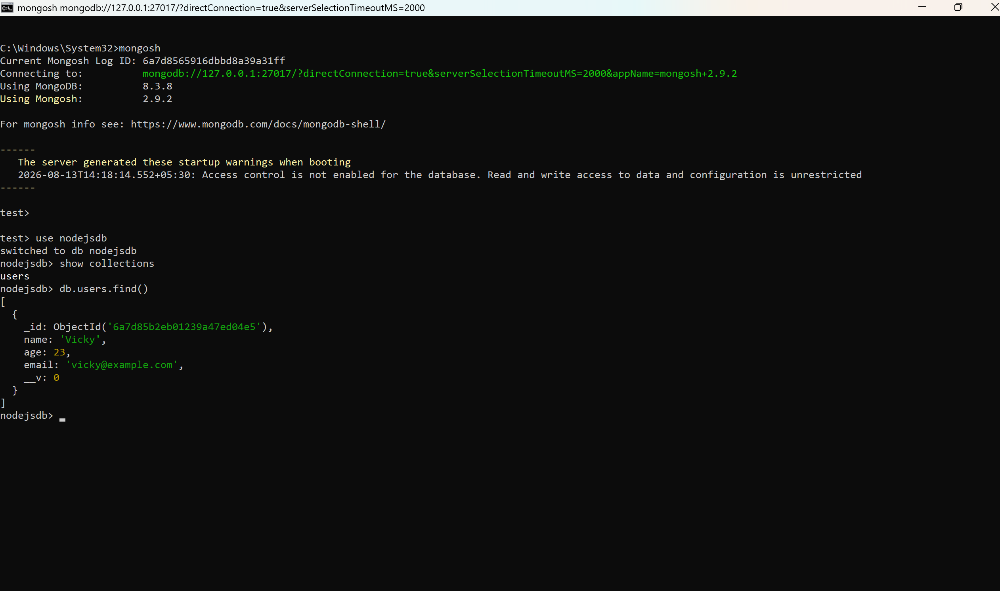 mongosh mongodb://127.0.0.1:27017/?directConnection=true&serverSelectionTimeoutMS=2000
C:\Windows\System32>mongosh
Current Mongosh Log ID: 6a7d8565916dbbd8a39a31ff
Connecting to:          mongodb://127.0.0.1:27017/?directConnection=true&serverSelectionTimeoutMS=2000&appName=mongosh+2.9.2
Using MongoDB:          8.3.8
Using Mongosh:          2.9.2
For mongosh info see: https://www.mongodb.com/docs/mongodb-shell/
------
   The server generated these startup warnings when booting
   2026-08-13T14:18:14.552+05:30: Access control is not enabled for the database. Read and write access to data and configuration is unrestricted
------
test>
test> use nodejsdb
switched to db nodejsdb
nodejsdb> show collections
users
nodejsdb> db.users.find()
[
  {
    _id: ObjectId('6a7d85b2eb01239a47ed04e5'),
    name: 'Vicky',
    age: 23,
    email: 'vicky@example.com',
    __v: 0
  }
]
nodejsdb>